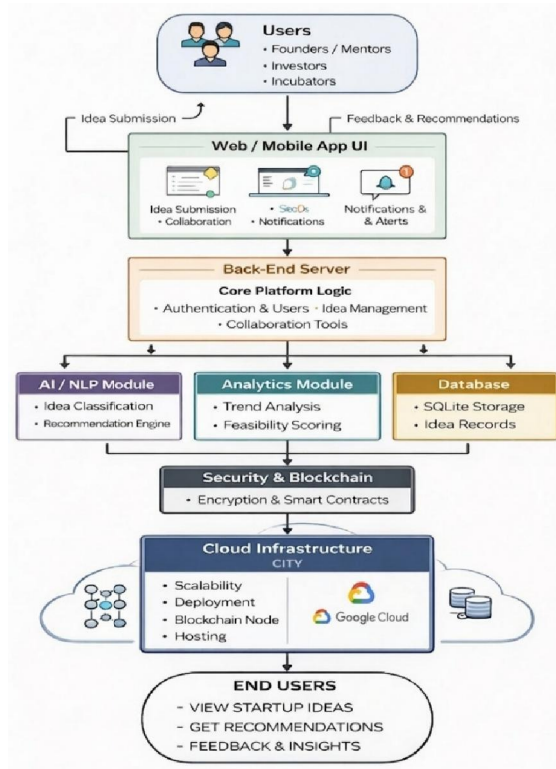 Users
• Founders / Mentors
• Investors
• Incubators
Idea Submission
Feedback & Recommendations
Web / Mobile App UI
Idea Submission
• Collaboration
• Notifications
Notifications &
& Alerts
1
Back-End Server
Core Platform Logic
• Authentication & Users • Idea Management
• Collaboration Tools
AI / NLP Module
• Idea Classification
• Recommendation Engine
Analytics Module
• Trend Analysis
• Feasibility Scoring
Database
• SQLite Storage
• Idea Records
Security & Blockchain
• Encryption & Smart Contracts
Cloud Infrastructure
CITY
• Scalability
• Deployment
• Blockchain Node
• Hosting
Google Cloud
END USERS
– VIEW STARTUP IDEAS
– GET RECOMMENDATIONS
– FEEDBACK & INSIGHTS